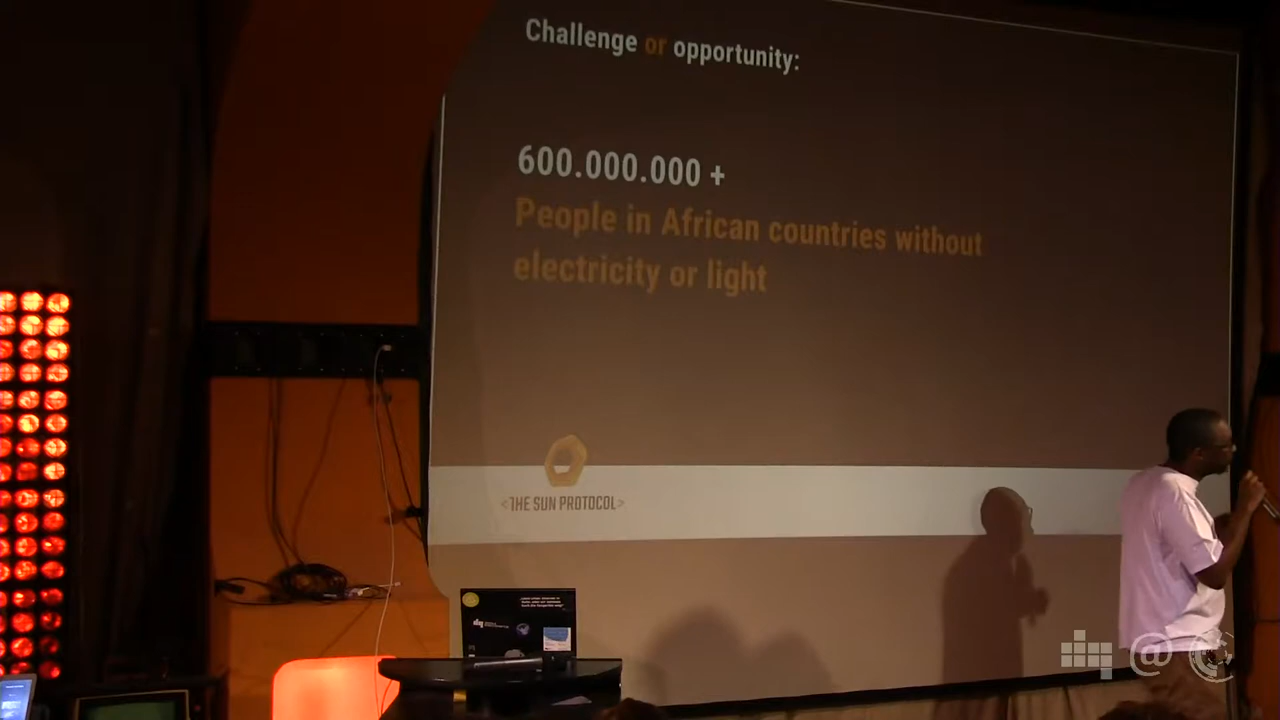 Challenge or opportunity:
600.000.000 +
People in African countries without
electricity or light
<THE SUN PROTOCOL>
@